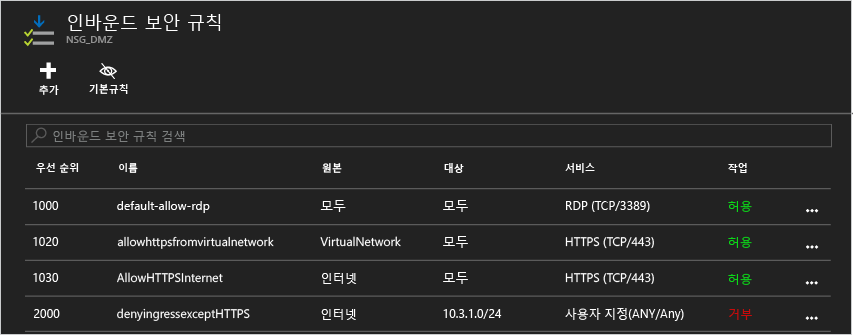 인바운드 보안 규칙
NSG_DMZ
추가 기본규칙
인바운드 보안 규칙 검색
우선 순위 이름 원본 대상 서비스 작업
1000 default-allow-rdp 모두 모두 RDP (TCP/3389) 허용 ...
1020 allowhttpsfromvirtualnetwork VirtualNetwork 모두 HTTPS (TCP/443) 허용 ...
1030 AllowHTTPSInternet 인터넷 모두 HTTPS (TCP/443) 허용 ...
2000 denyingressexceptHTTPS 인터넷 10.3.1.0/24 사용자 지정(ANY/Any) 거부 ...